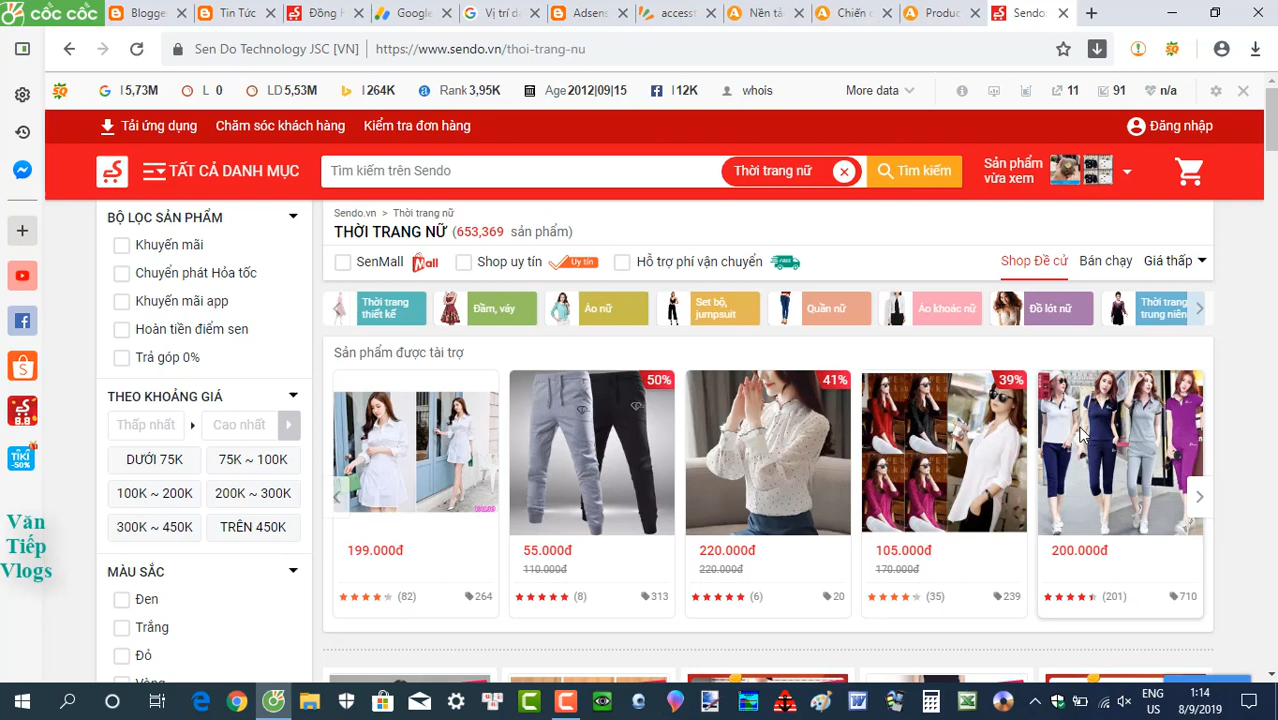 cốc cốc
Blogge
Tin Tức
Đồng H
Google
Vị trí dặ
Adsens
accesst
Nền tả
Chiến d
Produc
Sendo
Sen Do Technology JSC [VN]
https://www.sendo.vn/thoi-trang-nu
I 5,73M
L 0
LD 5,53M
I 264K
Rank 3,95K
Age 2012|09|15
I 12K
whois
More data
11
91
n/a
Tải ứng dụng
Chăm sóc khách hàng
Kiểm tra đơn hàng
Đăng nhập
TẤT CẢ DANH MỤC
Tìm kiếm trên Sendo
Thời trang nữ
Tìm kiếm
Sản phẩm
vừa xem
BỘ LỌC SẢN PHẨM
Khuyến mãi
Chuyển phát Hỏa tốc
Khuyến mãi app
Hoàn tiền điểm sen
Trả góp 0%
THEO KHOẢNG GIÁ
Thấp nhất
Cao nhất
DƯỚI 75K
75K ~ 100K
100K ~ 200K
200K ~ 300K
300K ~ 450K
TRÊN 450K
MÀU SẮC
Đen
Trắng
Đỏ
Sendo.vn > Thời trang nữ
THỜI TRANG NỮ (653,369 sản phẩm)
SenMall
Mall
Shop uy tín
Uy tín
Hỗ trợ phí vận chuyển
FREE
Shop Đề cử
Bán chạy
Giá thấp
Thời trang
thiết kế
Đầm, váy
Áo nữ
Set bộ,
jumpsuit
Quần nữ
Áo khoác nữ
Đồ lót nữ
Thời trang
trung niên
Sản phẩm được tài trợ
50%
41%
39%
199.000đ
55.000đ
220.000đ
105.000đ
200.000đ
110.000đ
220.000đ
170.000đ
(82)
264
(8)
313
(6)
20
(35)
239
(201)
710
8.8
TIKI
-50%
Văn
Tiếp
Vlogs
ENG
US
1:14
8/9/2019